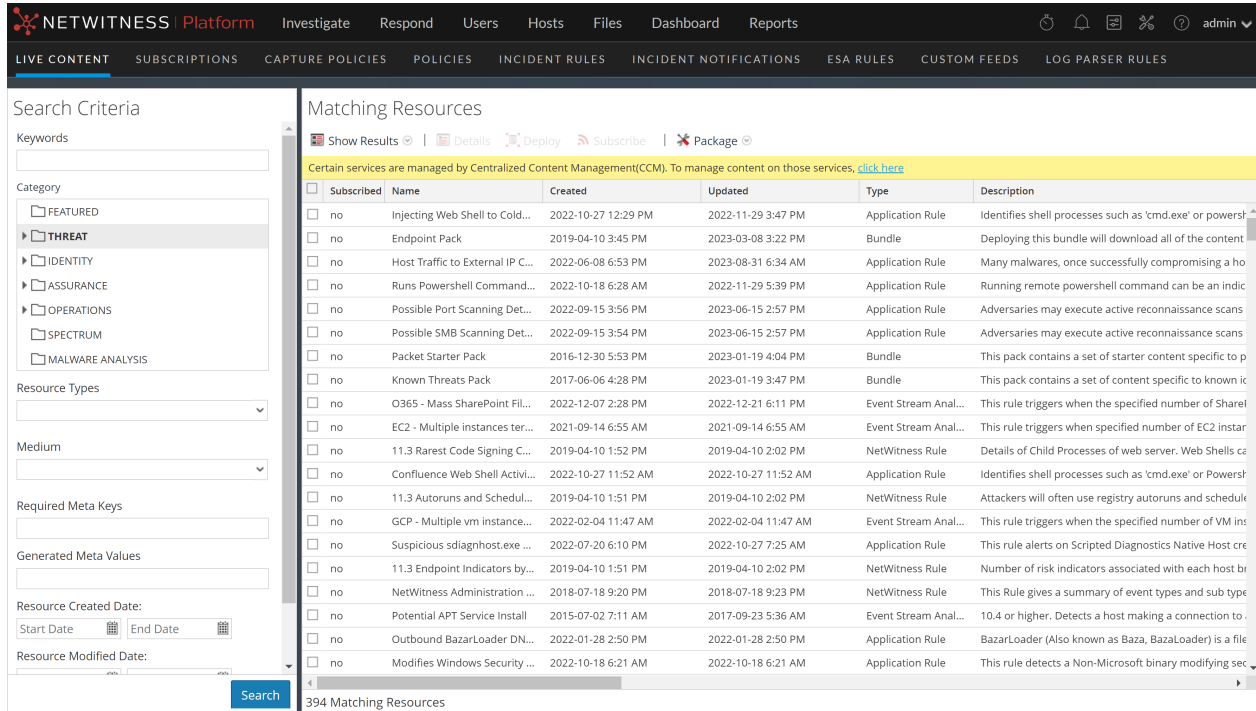 NETWITNESS Platform Investigate Respond Users Hosts Files Dashboard Reports admin
LIVE CONTENT SUBSCRIPTIONS CAPTURE POLICIES POLICIES INCIDENT RULES INCIDENT NOTIFICATIONS ESA RULES CUSTOM FEEDS LOG PARSER RULES
Search Criteria
Keywords
Category
FEATURED
THREAT
IDENTITY
ASSURANCE
OPERATIONS
SPECTRUM
MALWARE ANALYSIS
Resource Types
Medium
Required Meta Keys
Generated Meta Values
Resource Created Date:
Start Date End Date
Resource Modified Date:
Search
Matching Resources
Show Results Details Deploy Subscribe Package
Certain services are managed by Centralized Content Management(CCM). To manage content on those services, click here
Subscribed Name Created Updated Type Description
no Injecting Web Shell to Cold... 2022-10-27 12:29 PM 2022-11-29 3:47 PM Application Rule Identifies shell processes such as 'cmd.exe' or powersh
no Endpoint Pack 2019-04-10 3:45 PM 2023-03-08 3:22 PM Bundle Deploying this bundle will download all of the content
no Host Traffic to External IP C... 2022-06-08 6:53 PM 2023-08-31 6:34 AM Application Rule Many malwares, once successfully compromising a ho
no Runs Powershell Command... 2022-10-18 6:28 AM 2022-11-29 5:39 PM Application Rule Running remote powershell command can be an indic
no Possible Port Scanning Det... 2022-09-15 3:56 PM 2023-06-15 2:57 PM Application Rule Adversaries may execute active reconnaissance scans
no Possible SMB Scanning Det... 2022-09-15 3:54 PM 2023-06-15 2:57 PM Application Rule Adversaries may execute active reconnaissance scans
no Packet Starter Pack 2016-12-30 5:53 PM 2023-01-19 4:04 PM Bundle This pack contains a set of starter content specific to p
no Known Threats Pack 2017-06-06 4:28 PM 2023-01-19 3:47 PM Bundle This pack contains a set of content specific to known ic
no O365 - Mass SharePoint Fil... 2022-12-07 2:28 PM 2022-12-21 6:11 PM Event Stream Anal... This rule triggers when the specified number of Sharel
no EC2 - Multiple instances ter... 2021-09-14 6:55 AM 2021-09-14 6:55 AM Event Stream Anal... This rule triggers when specified number of EC2 instar
no 11.3 Rarest Code Signing C... 2019-04-10 1:52 PM 2019-04-10 2:02 PM NetWitness Rule Details of Child Processes of web server. Web Shells ca
no Confluence Web Shell Activi... 2022-10-27 11:52 AM 2022-10-27 11:52 AM Application Rule Identifies shell processes such as 'cmd.exe' or Powersh
no 11.3 Autoruns and Schedul... 2019-04-10 1:51 PM 2019-04-10 2:02 PM NetWitness Rule Attackers will often use registry autoruns and schedule
no GCP - Multiple vm instance... 2022-02-04 11:47 AM 2022-02-04 11:47 AM Event Stream Anal... This rule triggers when the specified number of VM ins
no Suspicious sdiagnhost.exe ... 2022-07-20 6:10 PM 2022-10-27 7:25 AM Application Rule This rule alerts on Scripted Diagnostics Native Host cre
no 11.3 Endpoint Indicators by... 2019-04-10 1:51 PM 2019-04-10 2:02 PM NetWitness Rule Number of risk indicators associated with each host br
no NetWitness Administration ... 2018-07-18 9:20 PM 2018-07-18 9:23 PM NetWitness Rule This Rule gives a summary of event types and sub type
no Potential APT Service Install 2015-07-02 7:11 AM 2017-09-23 5:36 AM Event Stream Anal... 10.4 or higher. Detects a host making a connection to
no Outbound BazarLoader DN... 2022-01-28 2:50 PM 2022-01-28 2:50 PM Application Rule BazarLoader (Also known as Baza, BazaLoader) is a file
no Modifies Windows Security ... 2022-10-18 6:21 AM 2022-10-18 6:21 AM Application Rule This rule detects a Non-Microsoft binary modifying sec
394 Matching Resources